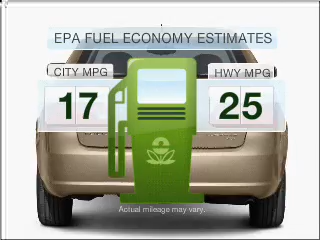 EPA FUEL ECONOMY ESTIMATES
CITY MPG HWY MPG
17 25
Actual mileage may vary.